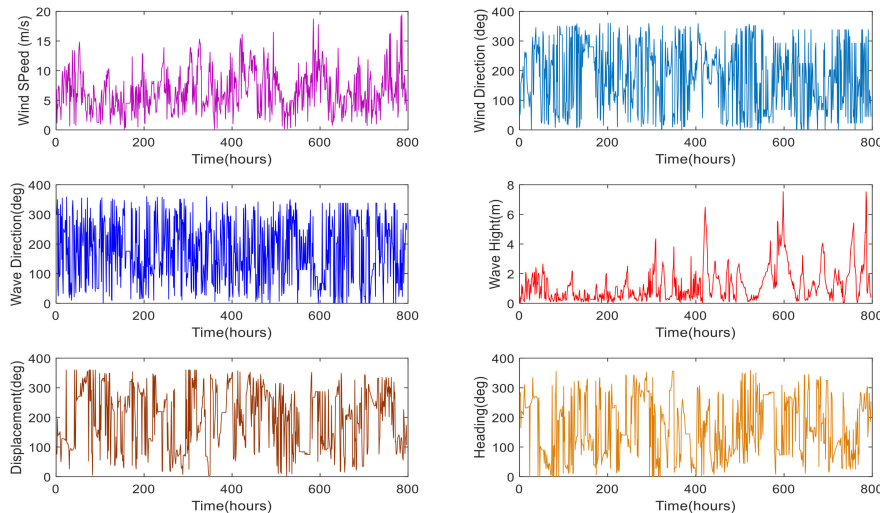 Wind SPeed (m/s)
20
15
10
5
0
0 200 400 600 800
Time(hours)
Wind Direction (deg)
400
300
200
100
0
0 200 400 600 800
Time(hours)
Wave Direction(deg)
400
300
200
100
0
0 200 400 600 800
Time(hours)
Wave Hight(m)
8
6
4
2
0
0 200 400 600 800
Time(hours)
Displacement(deg)
400
300
200
100
0
0 200 400 600 800
Time(hours)
Heading(deg)
400
300
200
100
0
0 200 400 600 800
Time(hours)